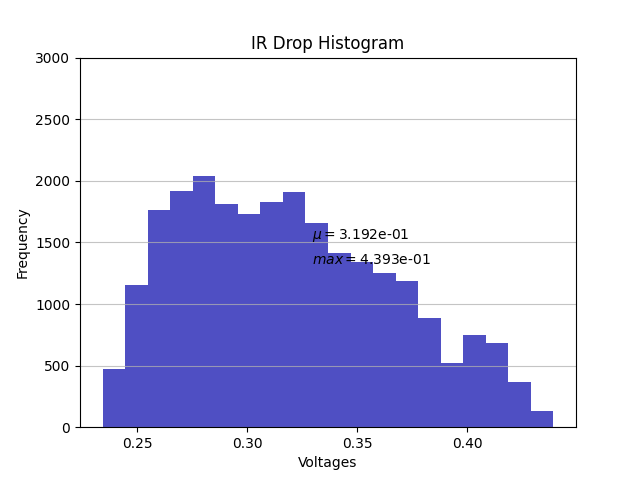 IR Drop Histogram
3000
2500
2000
1500
1000
500
0
Frequency
μ = 3.192e-01
max = 4.393e-01
0.25 0.30 0.35 0.40
Voltages